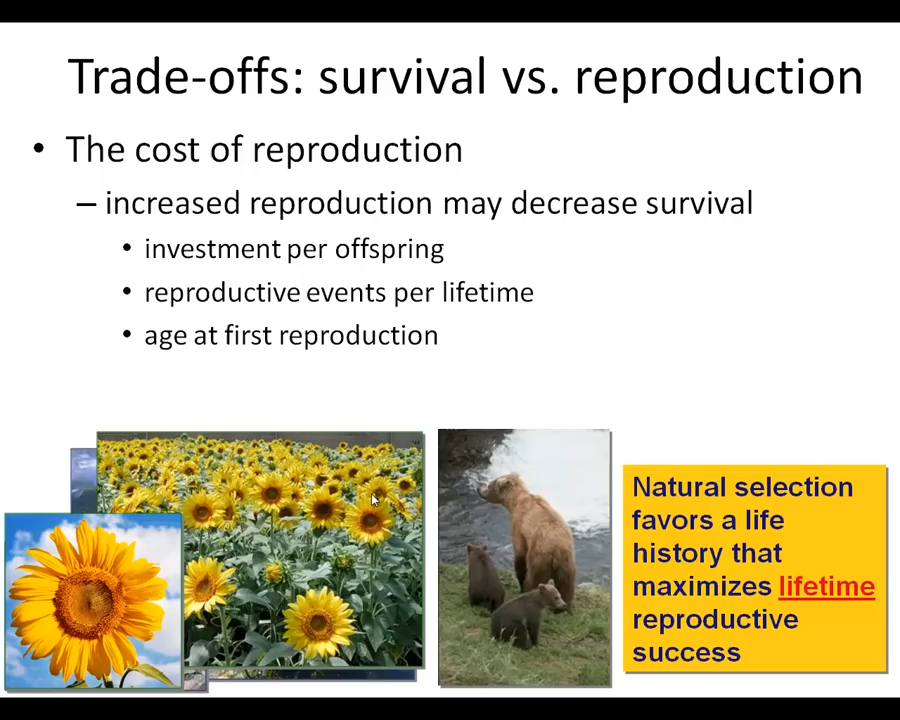 Trade-offs: survival vs. reproduction
• The cost of reproduction
– increased reproduction may decrease survival
• investment per offspring
• reproductive events per lifetime
• age at first reproduction
Natural selection
favors a life
history that
maximizes lifetime
reproductive
success